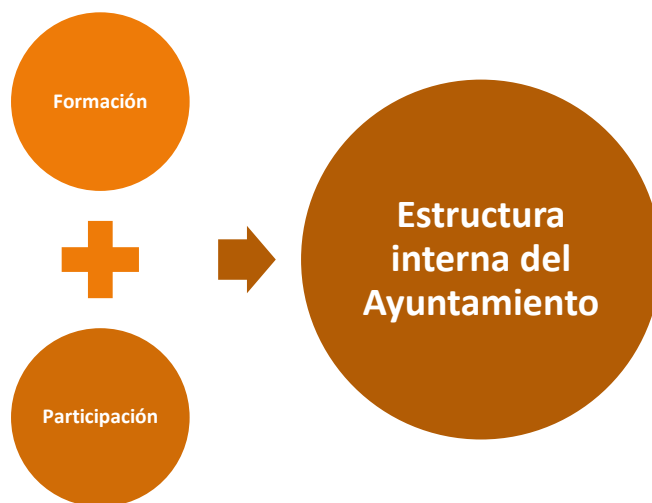 Formación
Participación
Estructura
interna del
Ayuntamiento